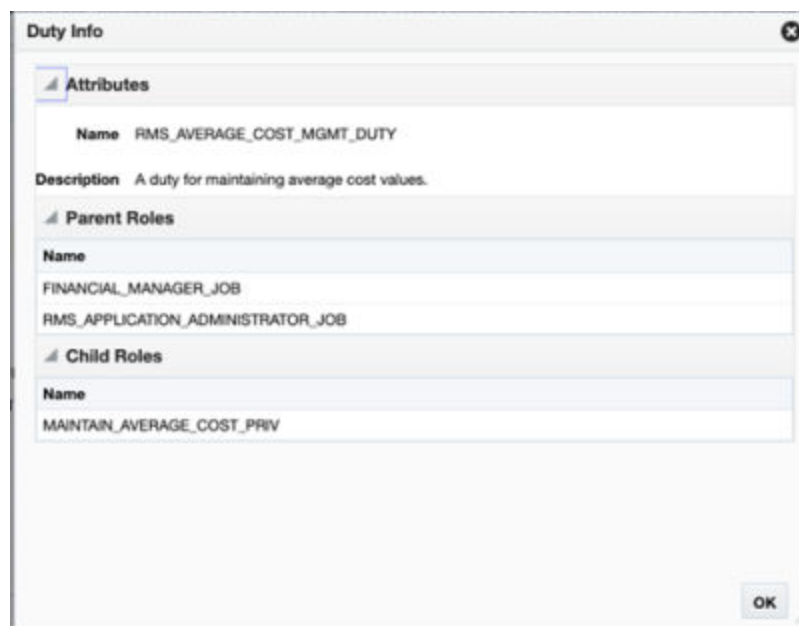 Duty Info
Attributes
Name RMS_AVERAGE_COST_MGMT_DUTY
Description A duty for maintaining average cost values.
Parent Roles
Name
FINANCIAL_MANAGER_JOB
RMS_APPLICATION_ADMINISTRATOR_JOB
Child Roles
Name
MAINTAIN_AVERAGE_COST_PRIV
OK